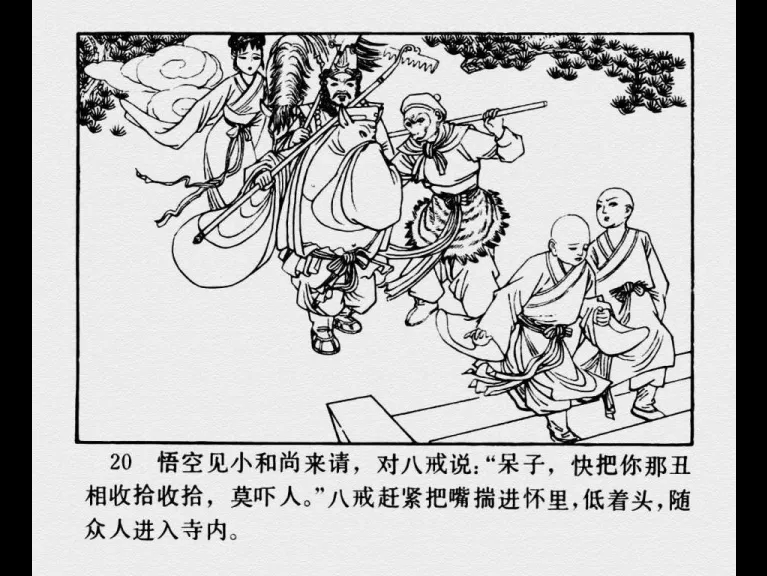 20 悟空见小和尚来请，对八戒说：“呆子，快把你那丑
相收拾收拾，莫吓人。”八戒赶紧把嘴揣进怀里，低着头，随
众人进入寺内。